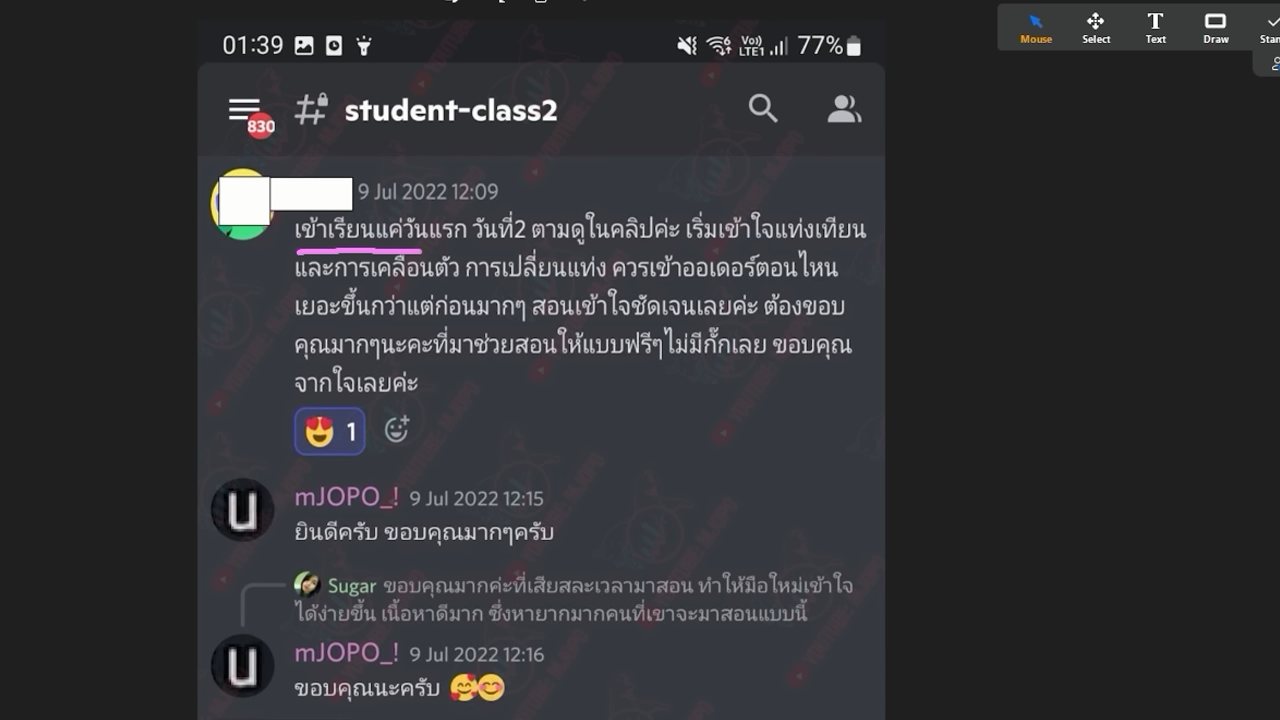 Mouse Select Text Draw
01:39 Vo) LTE1 77%
830 student-class2
9 Jul 2022 12:09
เข้าเรียนแค่วันแรก วันที่2 ตามดูในคลิปค่ะ เริ่มเข้าใจแท่งเทียน
และการเคลื่อนตัว การเปลี่ยนแท่ง ควรเข้าออเดอร์ตอนไหน
เยอะขึ้นกว่าแต่ก่อนมากๆ สอนเข้าใจชัดเจนเลยค่ะ ต้องขอบ
คุณมากๆนะคะที่มาช่วยสอนให้แบบฟรีๆไม่มีกั๊กเลย ขอบคุณ
จากใจเลยค่ะ
1
mJOPO_! 9 Jul 2022 12:15
ยินดีครับ ขอบคุณมากๆครับ
Sugar ขอบคุณมากค่ะที่เสียสละเวลามาสอน ทำให้มือใหม่เข้าใจ
ได้ง่ายขึ้น เนื้อหาดีมาก ซึ่งหายากมากคนที่เขาจะมาสอนแบบนี้
mJOPO_! 9 Jul 2022 12:16
ขอบคุณนะครับ